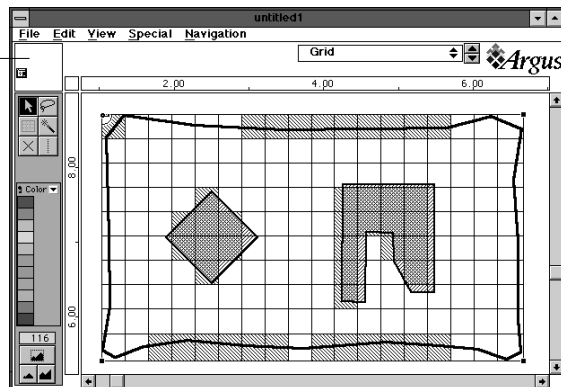 untitled1
File Edit View Special Navigation
Grid
Argus
2.00 4.00 6.00
8.00
6.00
Color
116